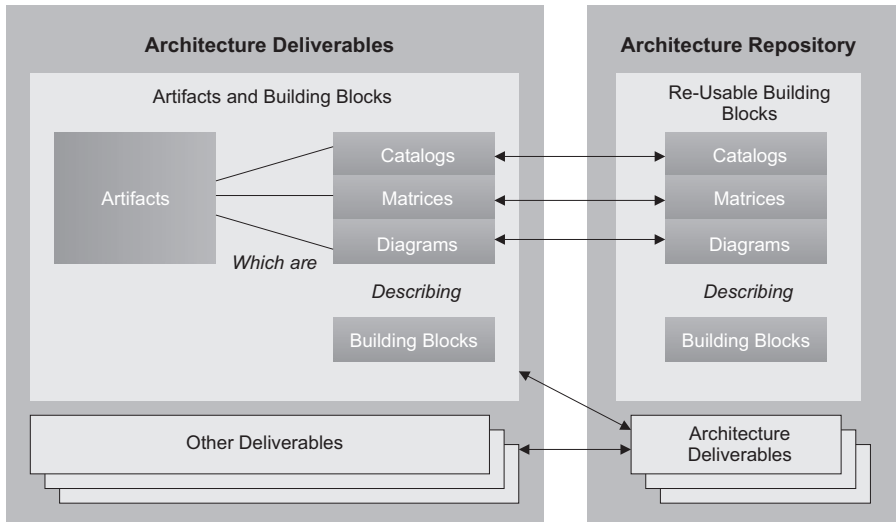 Architecture Deliverables
Artifacts and Building Blocks
Artifacts
Which are
Catalogs
Matrices
Diagrams
Describing
Building Blocks
Other Deliverables
Architecture Repository
Re-Usable Building
Blocks
Catalogs
Matrices
Diagrams
Describing
Building Blocks
Architecture
Deliverables